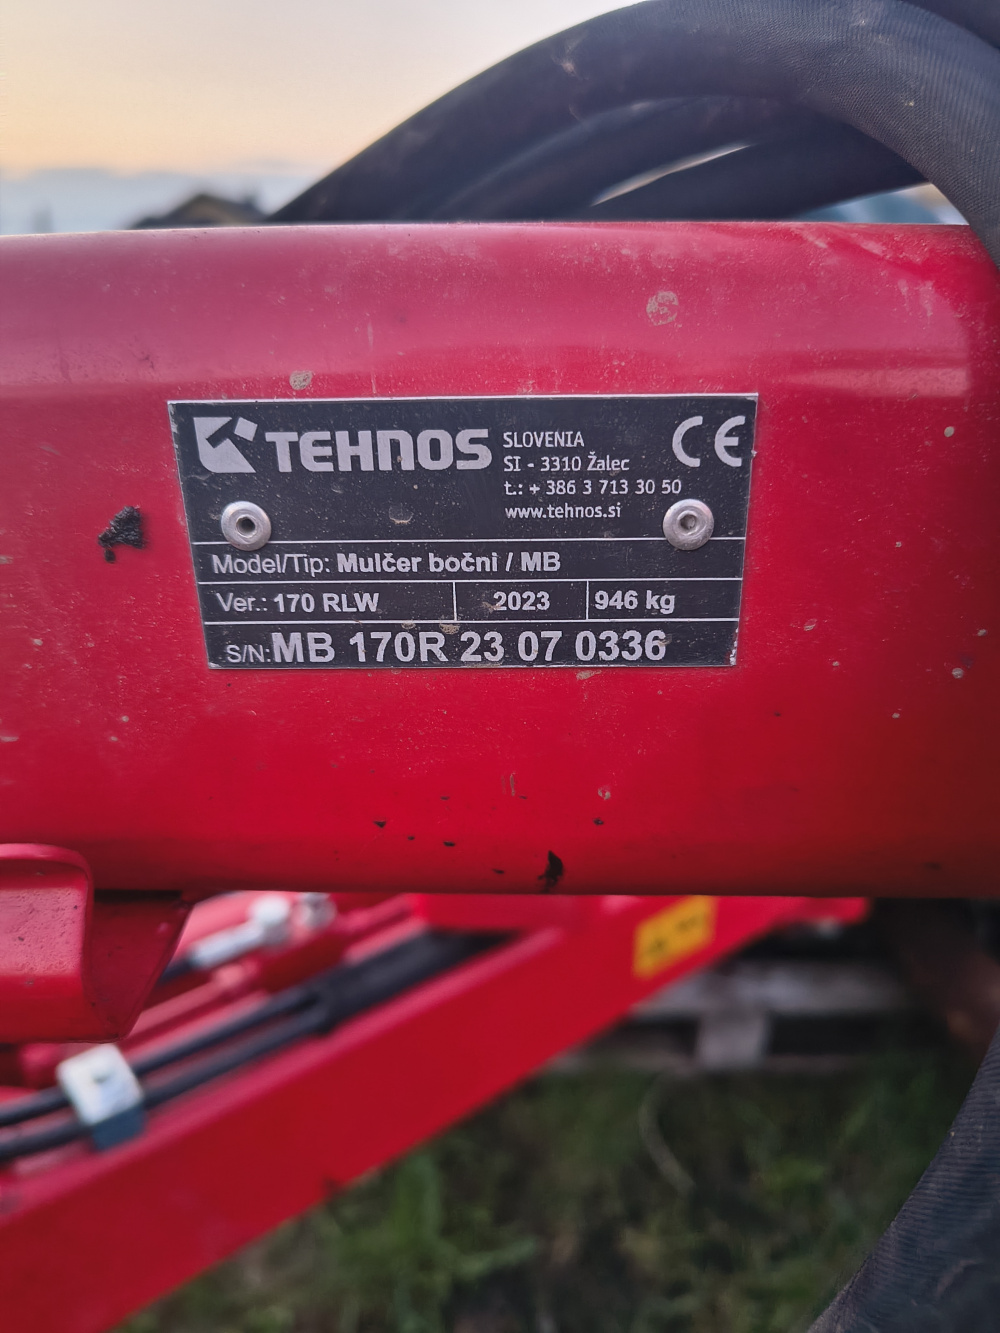 TEHNOS
SLOVENIA
SI - 3310 Žalec
t.: + 386 3 713 30 50
www.tehnos.si
CE
Model/Tip: Mulčer bočni / MB
Ver.: 170 RLW 2023 946 kg
S/N: MB 170R 23 07 0336